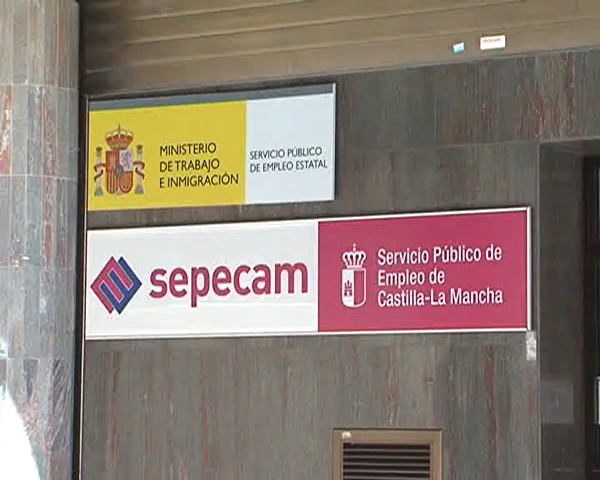 MINISTERIO
DE TRABAJO
E INMIGRACIÓN
SERVICIO PÚBLICO
DE EMPLEO ESTATAL
sepecam
Servicio Público de
Empleo de
Castilla-La Mancha